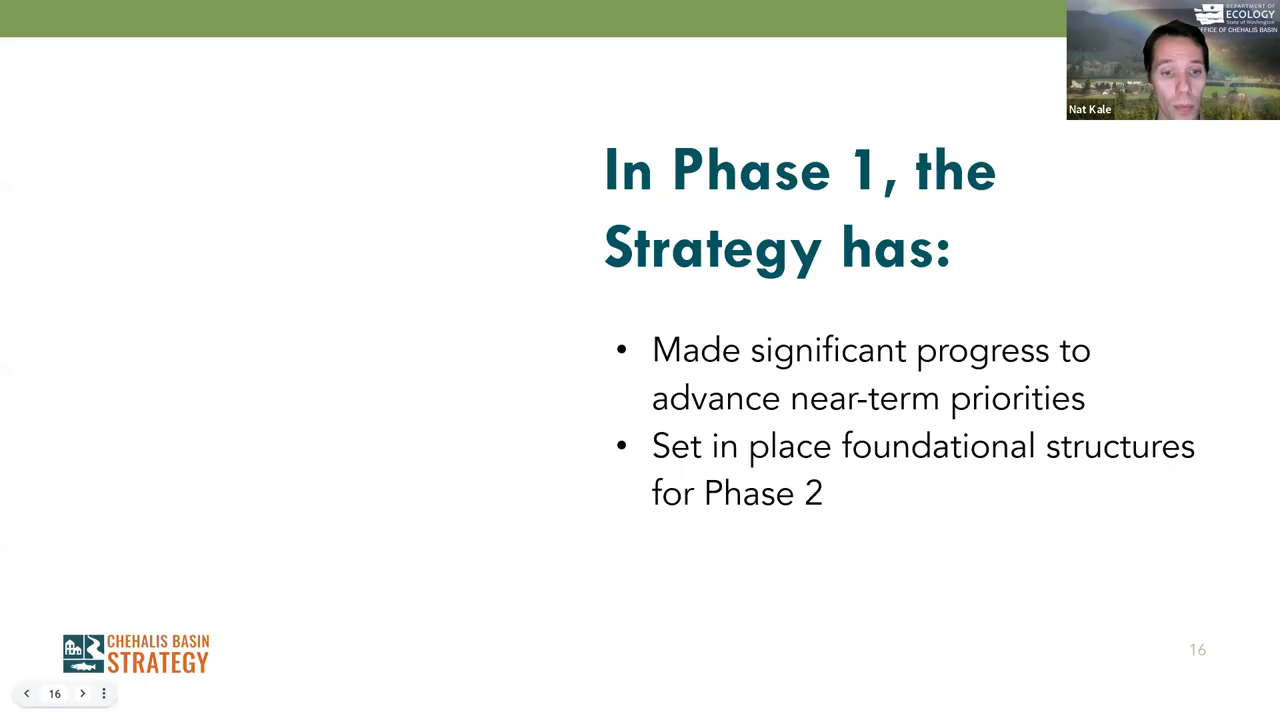 DEPARTMENT OF
ECOLOGY
State of Washington
OFFICE OF CHEHALIS BASIN
Nat Kale
In Phase 1, the
Strategy has:
• Made significant progress to
advance near-term priorities
• Set in place foundational structures
for Phase 2
CHEHALIS BASIN
STRATEGY
16
16